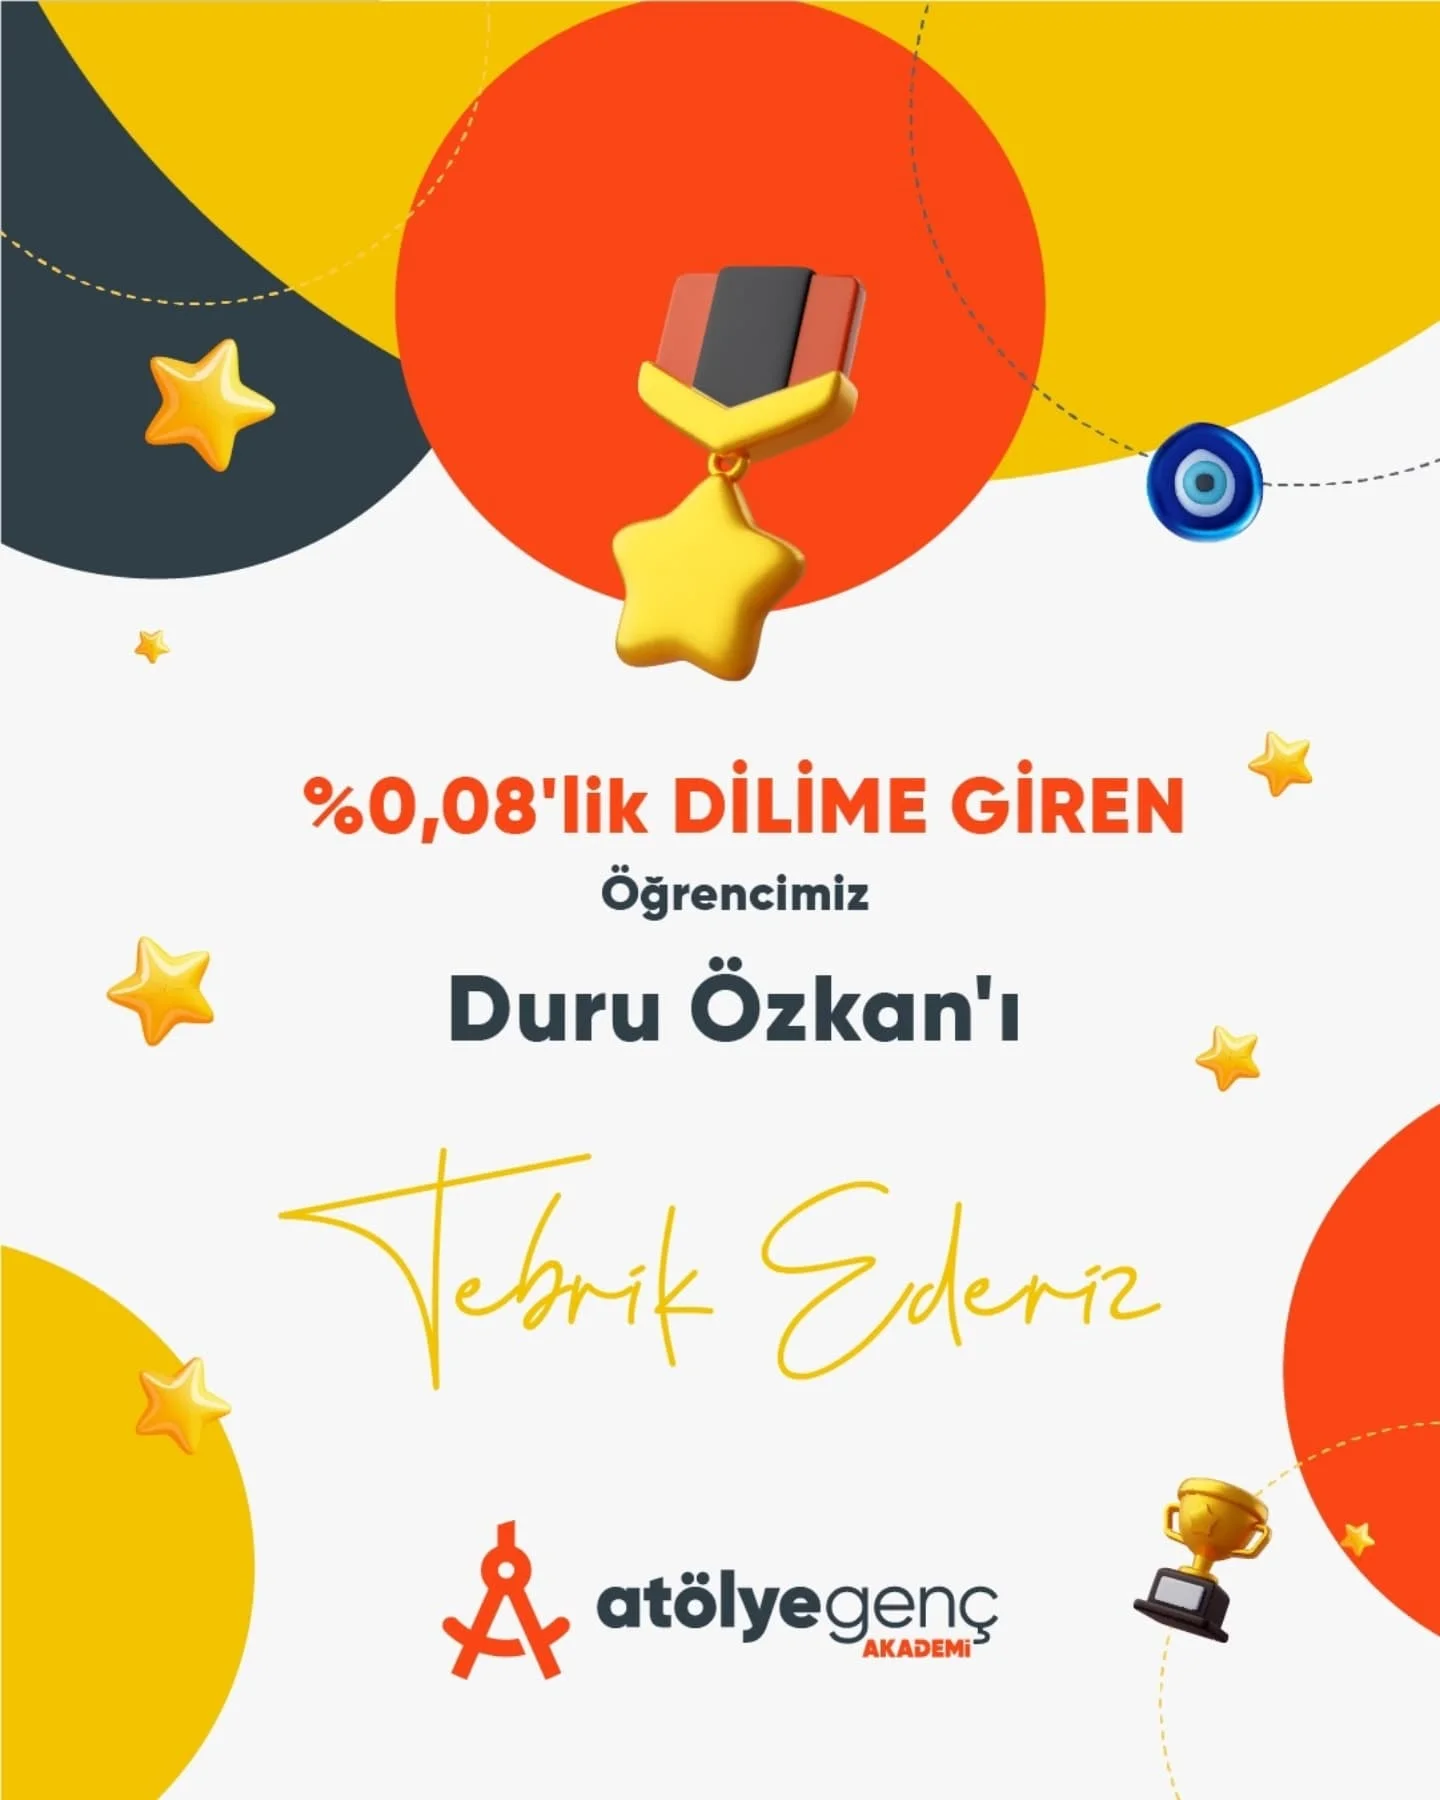 %0,08'lik DİLİME GİREN
Öğrencimiz
Duru Özkan'ı
Tebrik Ederiz
atölyegenç
AKADEMİ